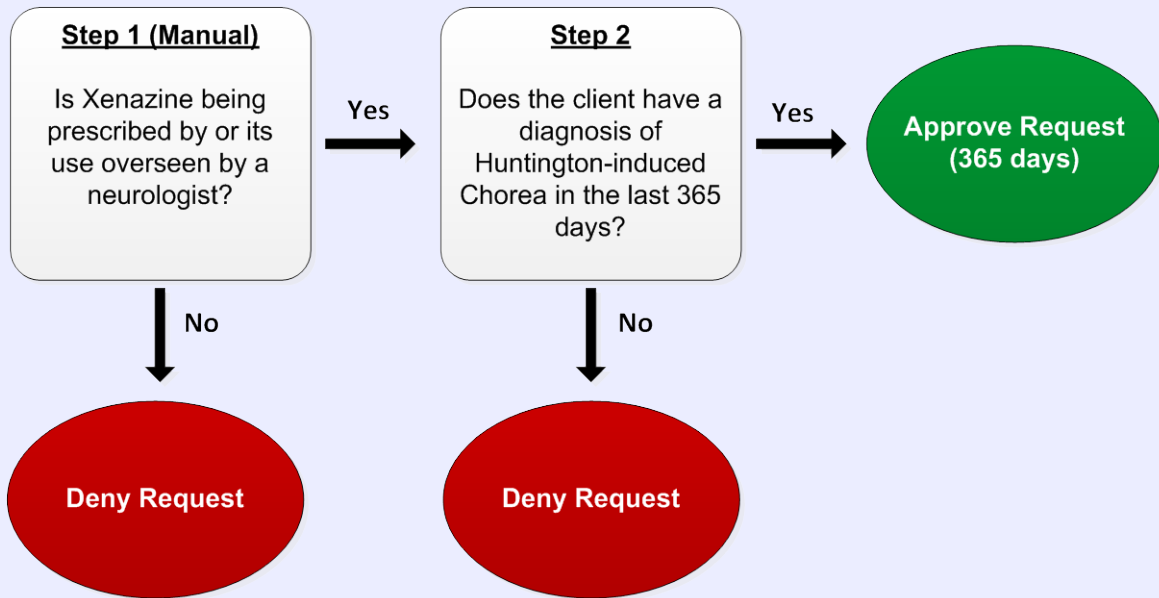 Step 1 (Manual)
Is Xenazine being
prescribed by or its
use overseen by a
neurologist?
Yes
Step 2
Does the client have a
diagnosis of
Huntington-induced
Chorea in the last 365
days?
Yes
Approve Request
(365 days)
No
No
Deny Request
Deny Request